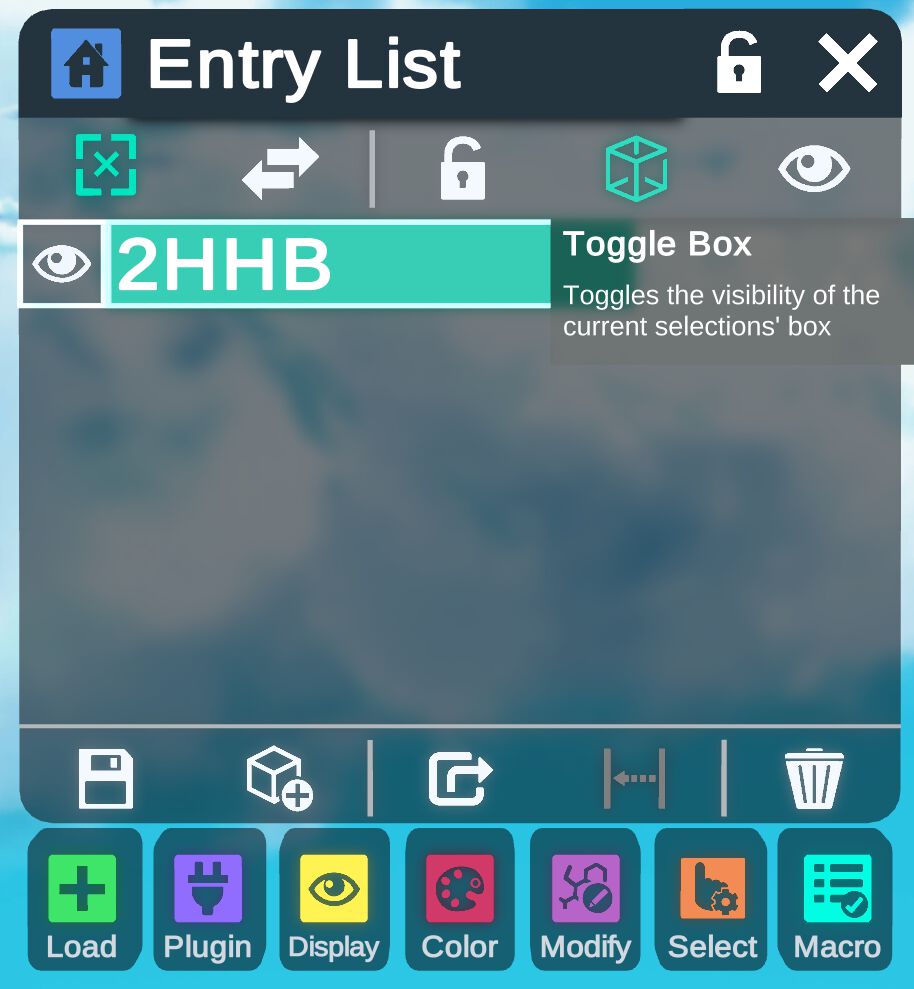 Entry List
2HHB
Toggle Box
Toggles the visibility of the
current selections' box
Load
Plugin
Display
Color
Modify
Select
Macro